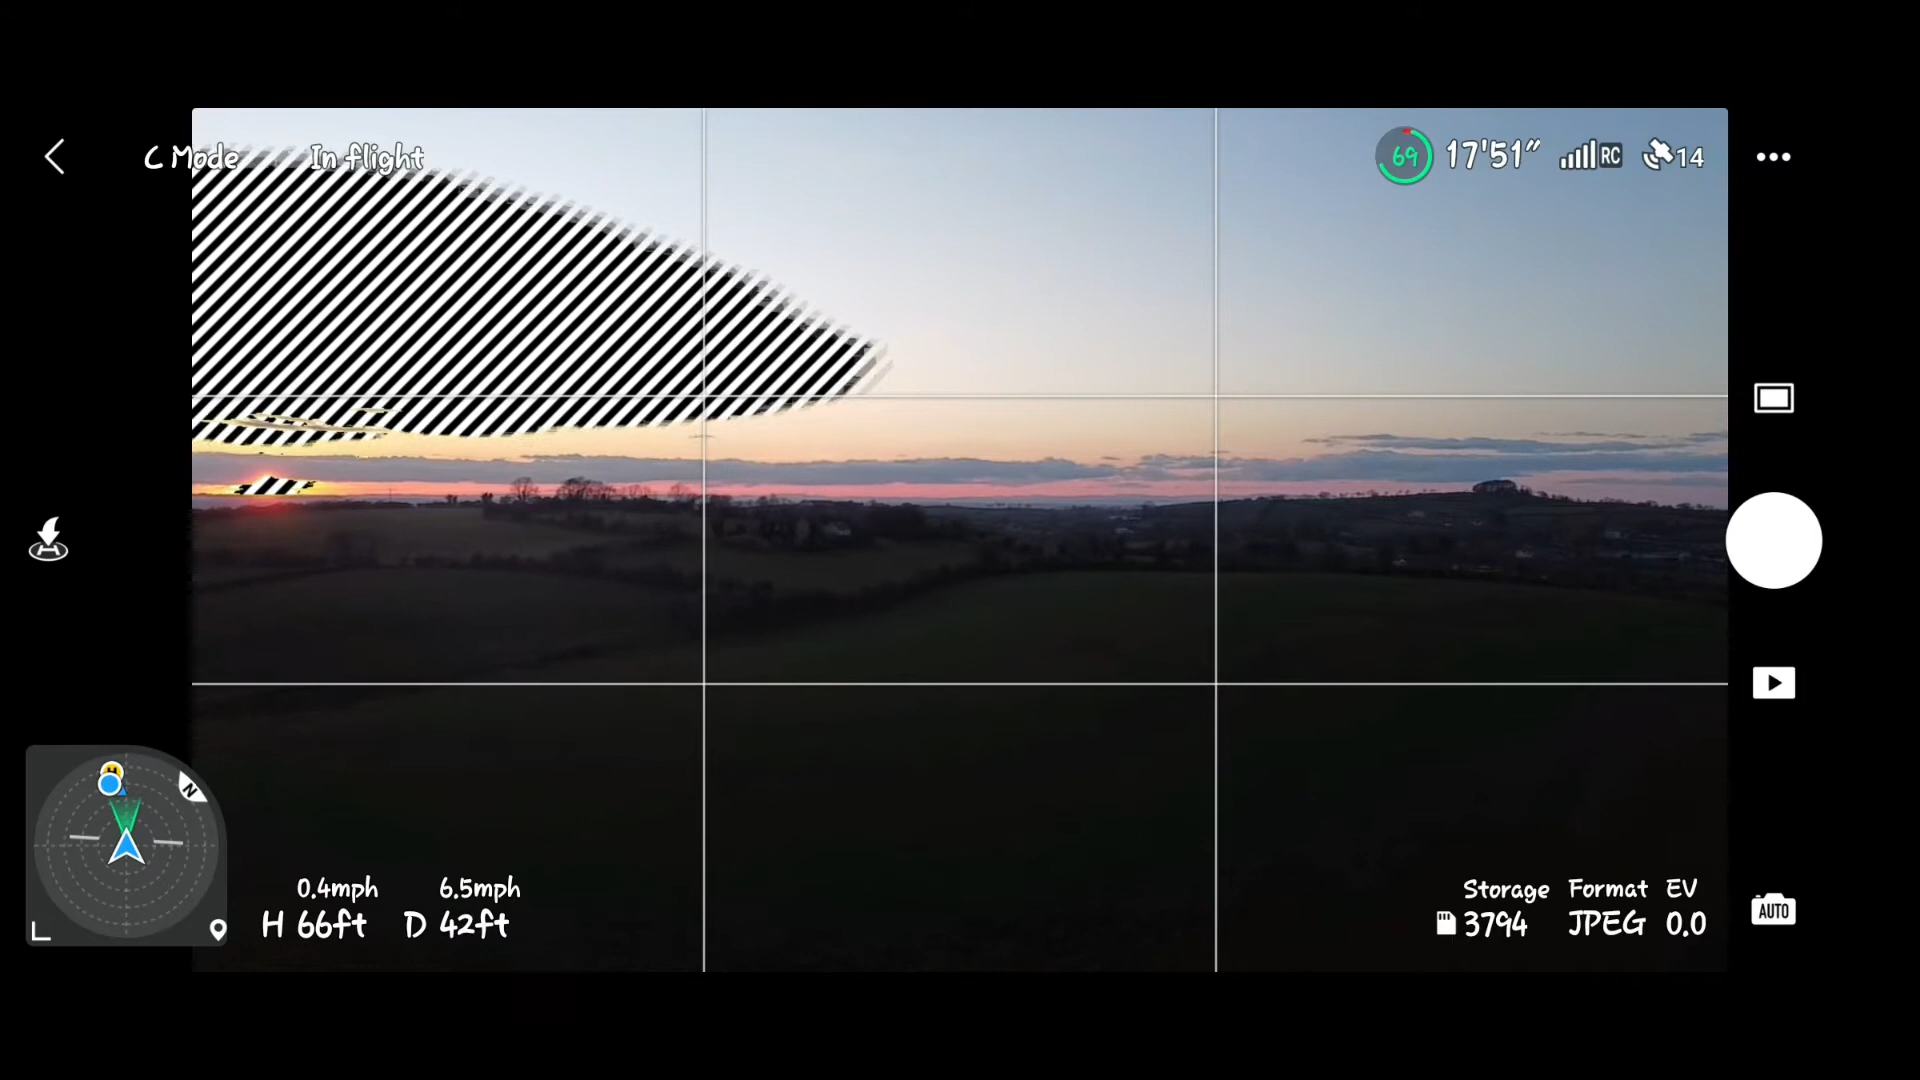 C Mode In flight 69 17'51" RC 14
N
H
0.4mph 6.5mph
H 66ft D 42ft
Storage Format EV
3794 JPEG 0.0
AUTO